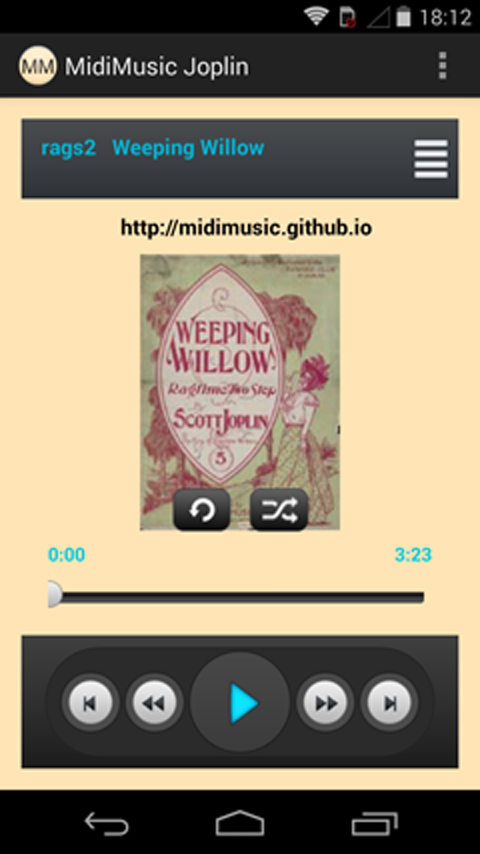 18:12
MM MidiMusic Joplin
rags2 Weeping Willow
http://midimusic.github.io
WEEPING
WILLOW
Ragtime Two Step
By
SCOTT JOPLIN
5
0:00 3:23